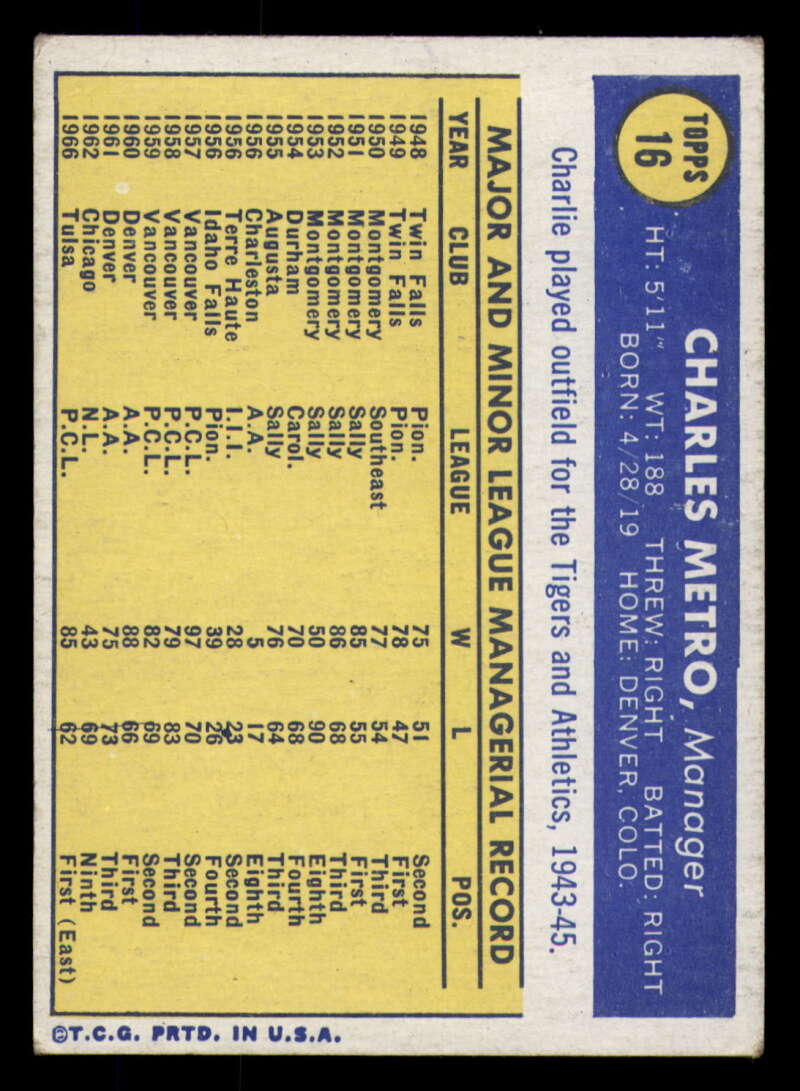 TOPPS
16
CHARLES METRO, Manager
HT: 5'11" WT: 188 THREW: RIGHT BATTED: RIGHT
BORN: 4/28/19 HOME: DENVER, COLO.
Charlie played outfield for the Tigers and Athletics, 1943-45.
MAJOR AND MINOR LEAGUE MANAGERIAL RECORD
YEAR CLUB LEAGUE W L POS.
1948 Twin Falls Pion. 75 51 Second
1949 Twin Falls Pion. 78 47 First
1950 Montgomery Southeast 77 54 Third
1951 Montgomery Sally 85 55 First
1952 Montgomery Sally 86 68 Third
1953 Montgomery Sally 50 90 Eighth
1954 Durham Carol. 70 68 Fourth
1955 Augusta Sally 76 64 Third
1956 Charleston A.A. 5 17 Eighth
1956 Terre Haute I.I.I. 28 23 Second
1956 Idaho Falls Pion. 39 26 Fourth
1957 Vancouver P.C.L. 97 70 Second
1958 Vancouver P.C.L. 79 83 Third
1959 Vancouver P.C.L. 82 69 Second
1960 Denver A.A. 88 66 First
1961 Denver A.A. 75 73 Third
1962 Chicago N.L. 43 69 Ninth
1966 Tulsa P.C.L. 85 62 First (East)
©T.C.G. PRTD. IN U.S.A.